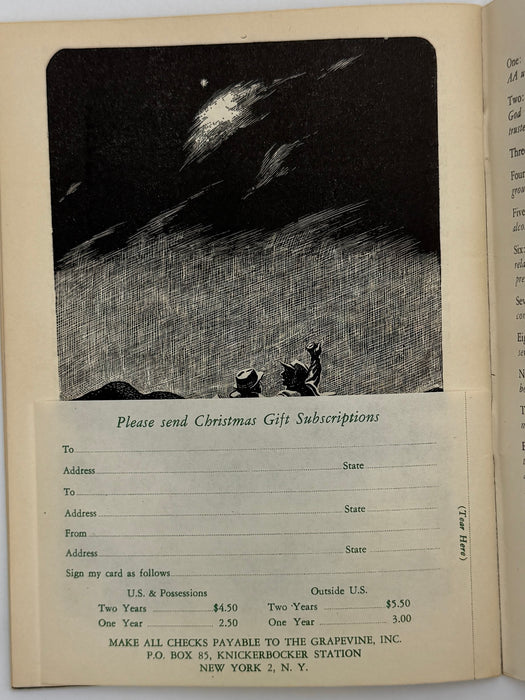 Please send Christmas Gift Subscriptions
To
Address State
To
Address State
From
Address State
Sign my card as follows
(Tear Here)
U.S. & Possessions Outside U.S.
Two Years $4.50 Two Years $5.50
One Year 2.50 One Year 3.00
MAKE ALL CHECKS PAYABLE TO THE GRAPEVINE, INC.
P.O. BOX 85, KNICKERBOCKER STATION
NEW YORK 2, N. Y.
One:
AA
Two:
God
Three
Four
Five
Six: